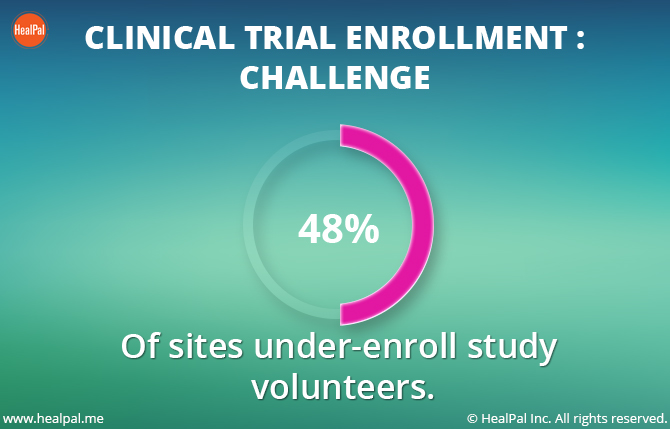 HealPal
CLINICAL TRIAL ENROLLMENT :
CHALLENGE
48%
Of sites under-enroll study
volunteers.
www.healpal.me
© HealPal Inc. All rights reserved.